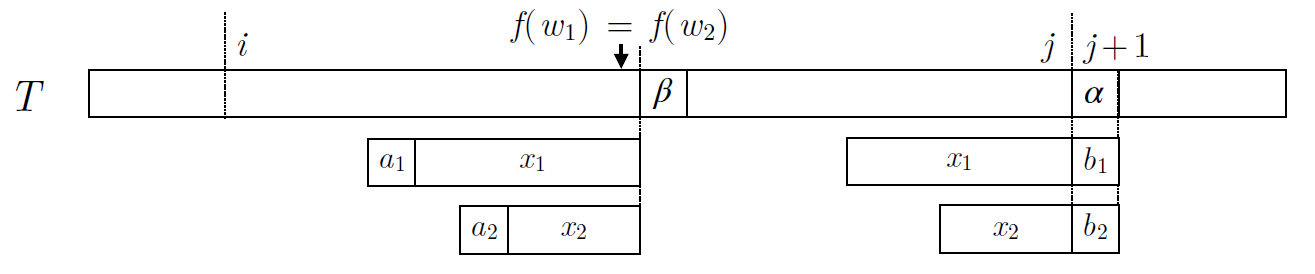 f(w₁) = f(w₂)
i j j+1
T β α
a₁ x₁ x₁ b₁
a₂ x₂ x₂ b₂